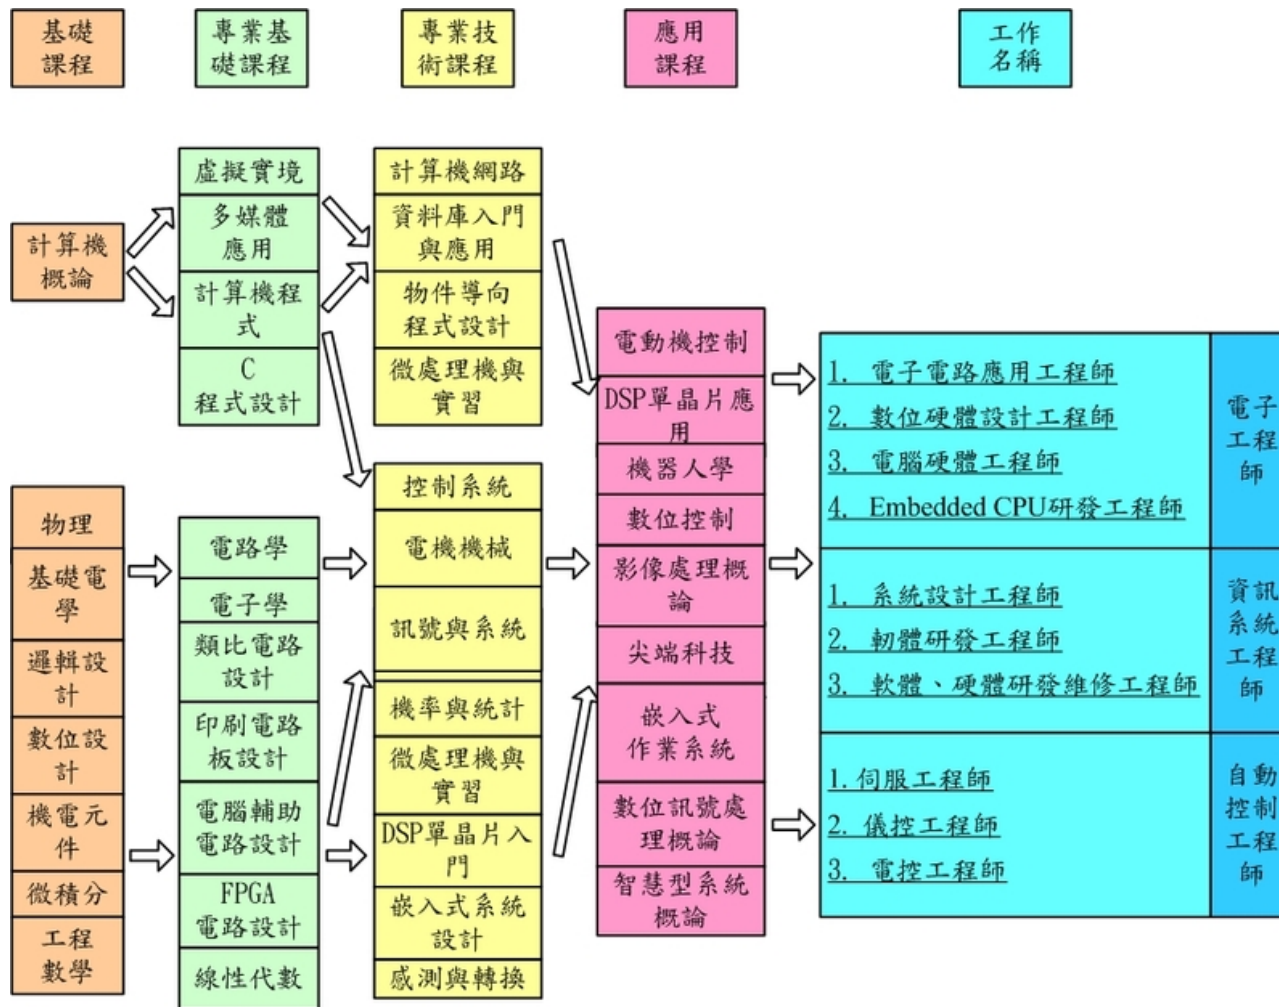 基礎
課程
專業基
礎課程
專業技
術課程
應用
課程
工作
名稱
計算機
概論
虛擬實境
多媒體
應用
計算機程
式
C
程式設計
計算機網路
資料庫入門
與應用
物件導向
程式設計
微處理機與
實習
物理
基礎電
學
邏輯設
計
數位設
計
機電元
件
微積分
工程
數學
電路學
電子學
類比電路
設計
印刷電路
板設計
電腦輔助
電路設計
FPGA
電路設計
線性代數
控制系統
電機機械
訊號與系統
機率與統計
微處理機與
實習
DSP單晶片入
門
嵌入式系統
設計
感測與轉換
電動機控制
DSP單晶片應
用
機器人學
數位控制
影像處理概
論
尖端科技
嵌入式
作業系統
數位訊號處
理概論
智慧型系統
概論
1. 電子電路應用工程師
2. 數位硬體設計工程師
3. 電腦硬體工程師
4. Embedded CPU研發工程師
電子
工程
師
1. 系統設計工程師
2. 韌體研發工程師
3. 軟體、硬體研發維修工程師
資訊
系統
工程
師
1. 伺服工程師
2. 儀控工程師
3. 電控工程師
自動
控制
工程
師